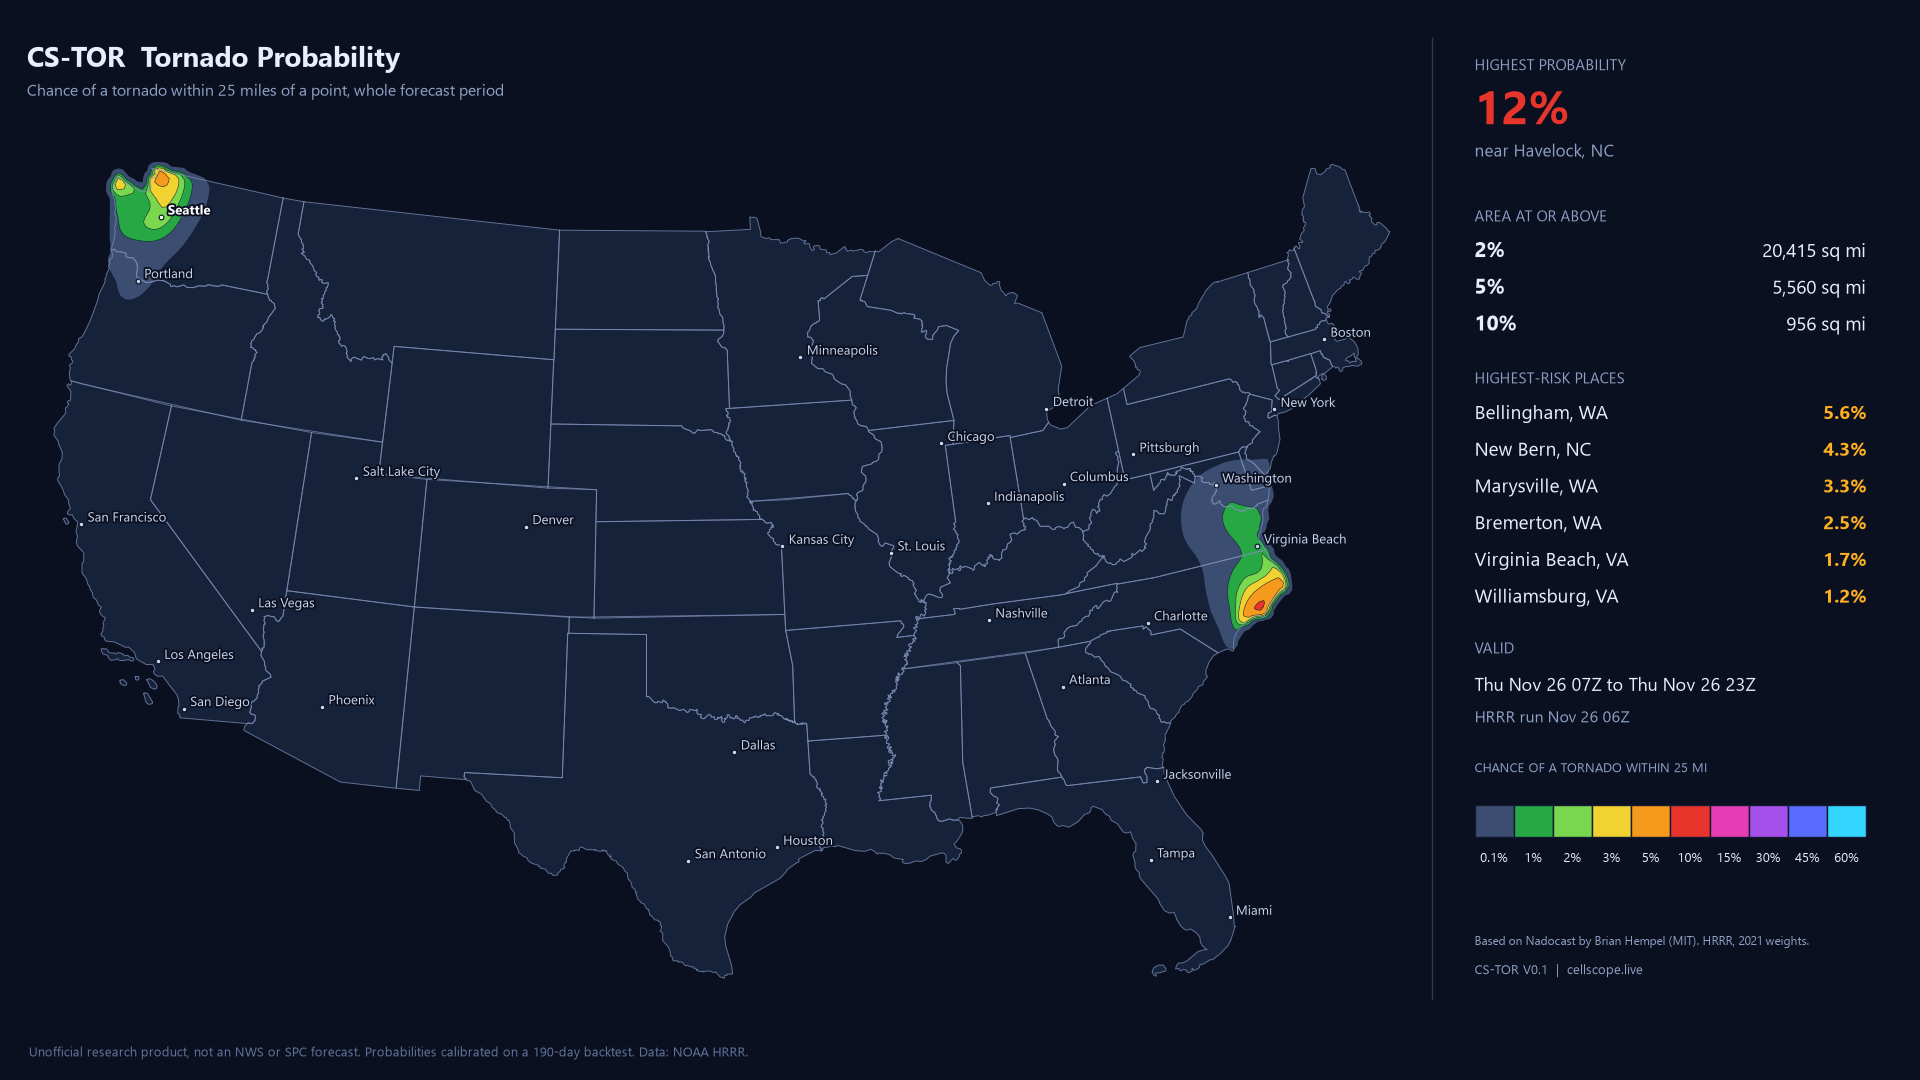 CS-TOR Tornado Probability
Chance of a tornado within 25 miles of a point, whole forecast period
Seattle
Portland
Minneapolis
Boston
Detroit
New York
Chicago
Pittsburgh
Salt Lake City
Columbus
Washington
Indianapolis
San Francisco
Denver
Kansas City
St. Louis
Virginia Beach
Las Vegas
Nashville
Charlotte
Los Angeles
Atlanta
San Diego
Phoenix
Dallas
Jacksonville
Houston
San Antonio
Tampa
Miami
HIGHEST PROBABILITY
12%
near Havelock, NC
AREA AT OR ABOVE
2% 20,415 sq mi
5% 5,560 sq mi
10% 956 sq mi
HIGHEST-RISK PLACES
Bellingham, WA 5.6%
New Bern, NC 4.3%
Marysville, WA 3.3%
Bremerton, WA 2.5%
Virginia Beach, VA 1.7%
Williamsburg, VA 1.2%
VALID
Thu Nov 26 07Z to Thu Nov 26 23Z
HRRR run Nov 26 06Z
CHANCE OF A TORNADO WITHIN 25 MI
0.1% 1% 2% 3% 5% 10% 15% 30% 45% 60%
Based on Nadocast by Brian Hempel (MIT). HRRR, 2021 weights.
CS-TOR V0.1 | cellscope.live
Unofficial research product, not an NWS or SPC forecast. Probabilities calibrated on a 190-day backtest. Data: NOAA HRRR.